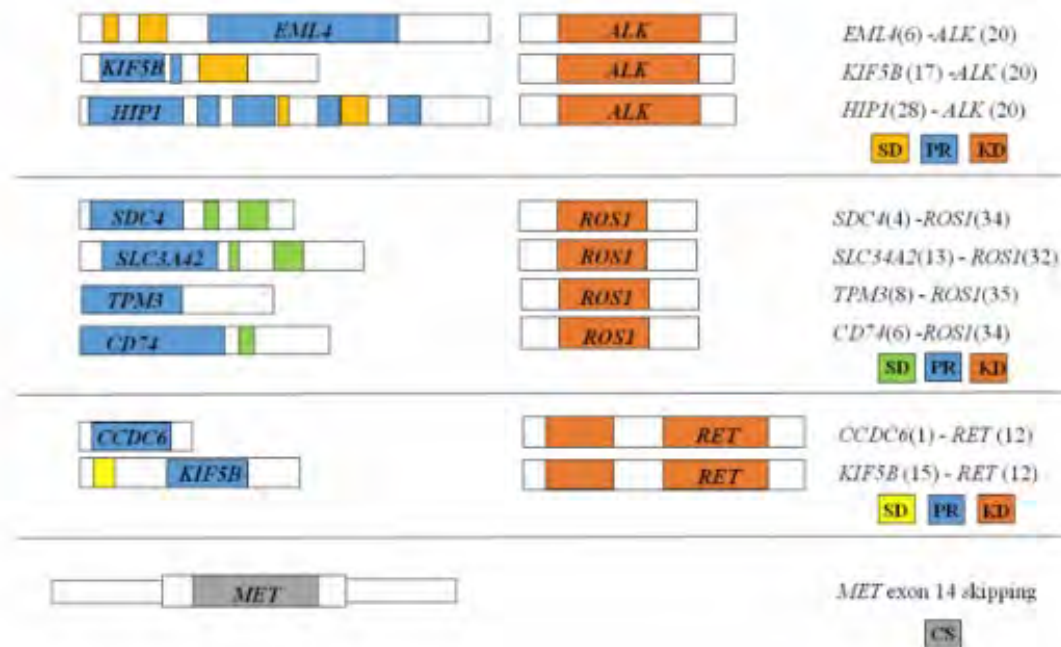 EML4 ALK EML4(6) -ALK (20)
KIF5B ALK KIF5B(17) -ALK (20)
HIP1 ALK HIP1(28) - ALK (20)
SD PR KD
SDC4 ROS1 SDC4(4) -ROS1(34)
SLC3A42 ROS1 SLC34A2(13) - ROS1(32)
TPM3 ROS1 TPM3(8) - ROS1(35)
CD74 ROS1 CD74(6) -ROS1(34)
SD PR KD
CCDC6 RET CCDC6(1) - RET (12)
KIF5B RET KIF5B(15) - RET (12)
SD PR KD
MET MET exon 14 skipping
CS